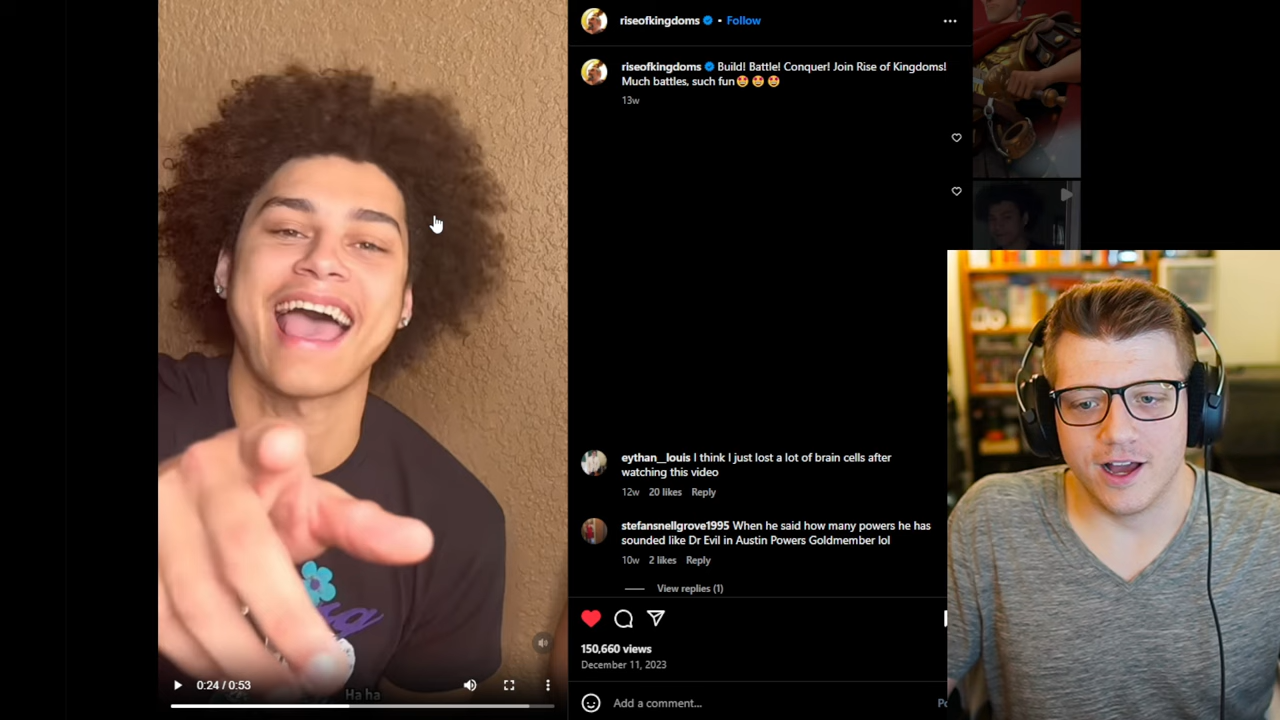 riseofkingdoms • Follow
riseofkingdoms Build! Battle! Conquer! Join Rise of Kingdoms!
Much battles, such fun🤩🤩🤩
13w
eythan__louis I think I just lost a lot of brain cells after
watching this video
12w 20 likes Reply
stefansnellgrove1995 When he said how many powers he has
sounded like Dr Evil in Austin Powers Goldmember lol
10w 2 likes Reply
View replies (1)
150,660 views
December 11, 2023
Add a comment...
0:24 / 0:53
Ha ha